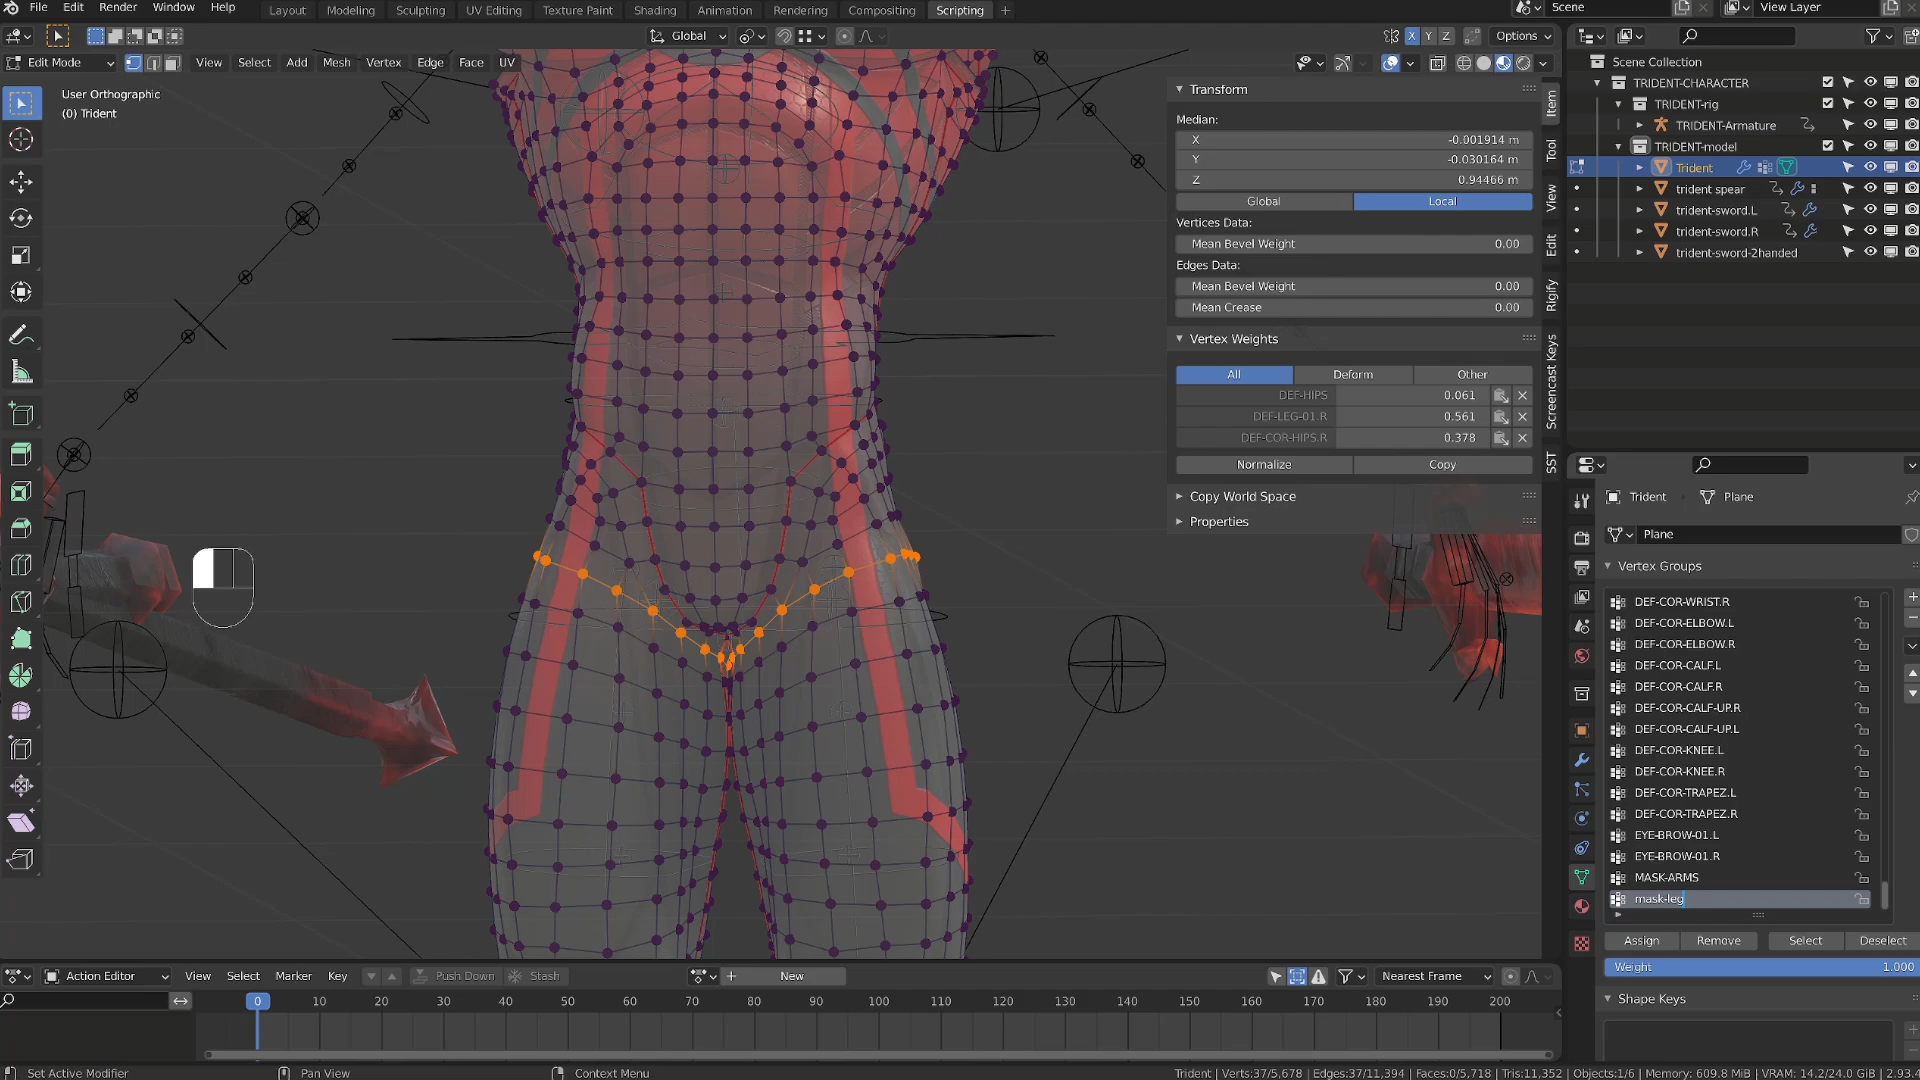 File Edit Render Window Help Layout Modeling Sculpting UV Editing Texture Paint Shading Animation Rendering Compositing Scripting + Scene View Layer
Global X Y Z Options
Edit Mode View Select Add Mesh Vertex Edge Face UV
User Orthographic
(0) Trident
Transform
Median:
X -0.001914 m
Y -0.030164 m
Z 0.94466 m
Global Local
Vertices Data:
Mean Bevel Weight 0.00
Edges Data:
Mean Bevel Weight 0.00
Mean Crease 0.00
Vertex Weights
All Deform Other
DEF-HIPS 0.061
DEF-LEG-01.R 0.561
DEF-COR-HIPS.R 0.378
Normalize Copy
Copy World Space
Properties
Item
Tool
View
Edit
Rigify
Screencast Keys
SST
Scene Collection
TRIDENT-CHARACTER
TRIDENT-rig
TRIDENT-Armature
TRIDENT-model
Trident
trident spear
trident-sword.L
trident-sword.R
trident-sword-2handed
Trident Plane
Plane
Vertex Groups
DEF-COR-WRIST.R
DEF-COR-ELBOW.L
DEF-COR-ELBOW.R
DEF-COR-CALF.L
DEF-COR-CALF.R
DEF-COR-CALF-UP.R
DEF-COR-CALF-UP.L
DEF-COR-KNEE.L
DEF-COR-KNEE.R
DEF-COR-TRAPEZ.L
DEF-COR-TRAPEZ.R
EYE-BROW-01.L
EYE-BROW-01.R
MASK-ARMS
mask-leg
Assign Remove Select Deselect
Weight 1.000
Shape Keys
Action Editor View Select Marker Key Push Down Stash + New Nearest Frame
0 10 20 30 40 50 60 70 80 90 100 110 120 130 140 150 160 170 180 190 200
Set Active Modifier Pan View Context Menu Trident | Verts:37/5,678 | Edges:37/11,394 | Faces:0/5,718 | Tris:11,352 | Objects:1/6 | Memory: 609.8 MiB | VRAM: 14.2/24.0 GiB | 2.93.4